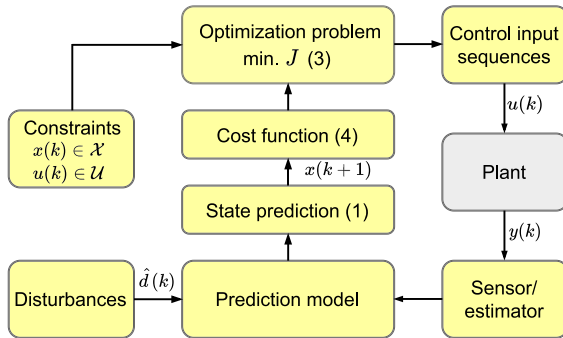 Optimization problem
min. J (3)
Control input
sequences
u(k)
Constraints
x(k) ∈ 𝒳
u(k) ∈ 𝒰
Cost function (4)
x(k + 1)
Plant
State prediction (1)
y(k)
Disturbances
d̂(k)
Prediction model
Sensor/
estimator